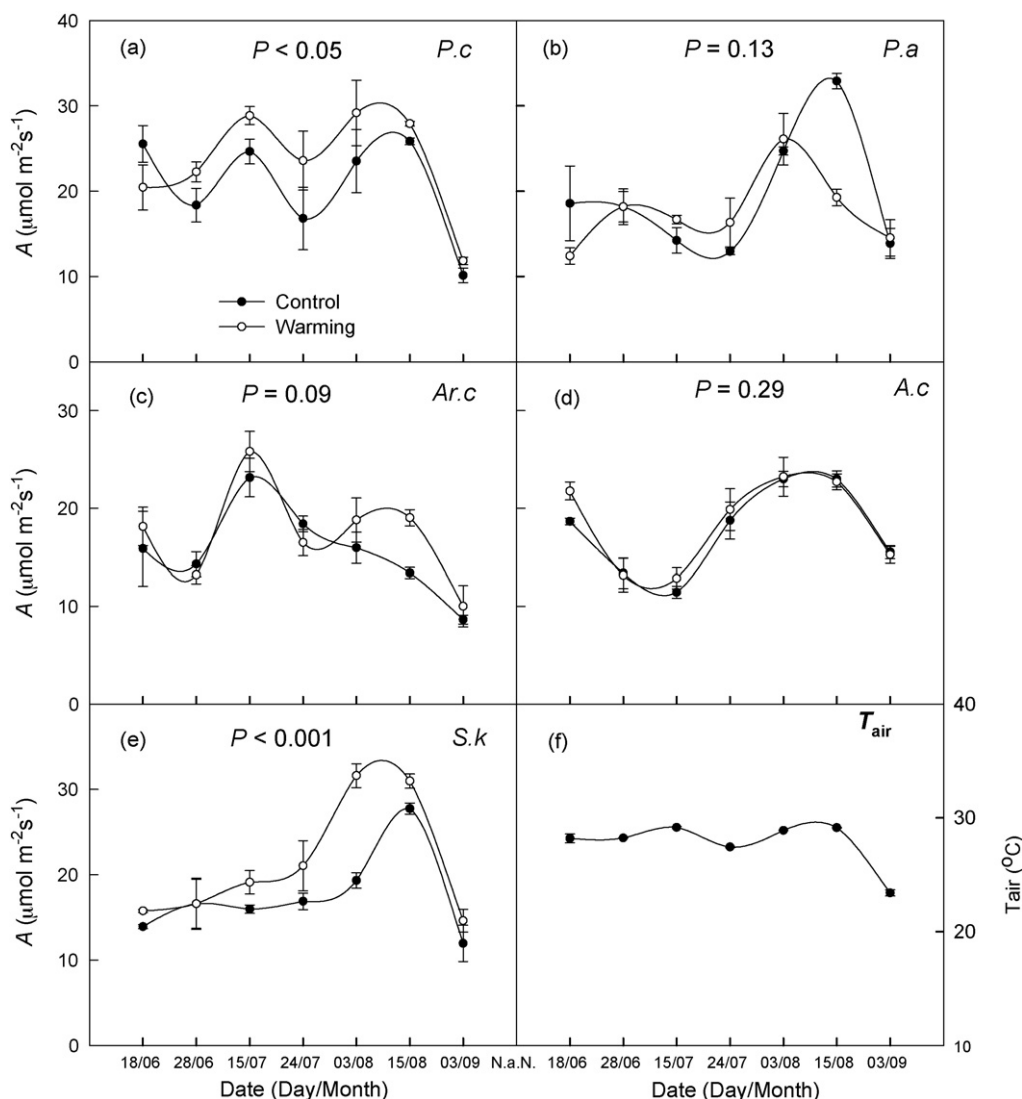 40
(a)
P < 0.05
P.c
(b)
P = 0.13
P.a
30
20
10
0
A (μmol m-2s-1)
Control
Warming
(c)
P = 0.09
Ar.c
(d)
P = 0.29
A.c
30
20
10
0
A (μmol m-2s-1)
(e)
P < 0.001
S.k
(f)
Tair
40
30
20
10
0
A (μmol m-2s-1)
30
20
10
Tair (oC)
18/06 28/06 15/07 24/07 03/08 15/08 03/09 N.a.N. 18/06 28/06 15/07 24/07 03/08 15/08 03/09
Date (Day/Month)
Date (Day/Month)